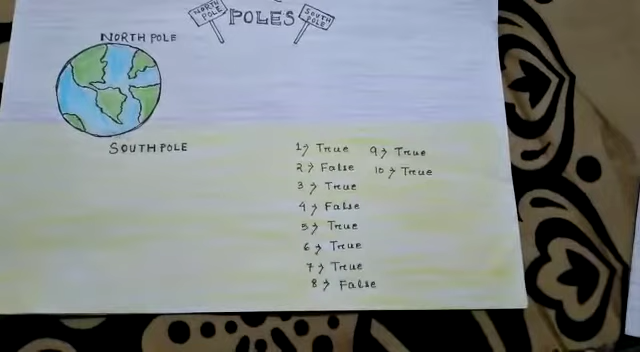 NORTH POLE
POLES
SOUTH POLE
NORTH POLE
SOUTH POLE
1> True
2> False
3> True
4> False
5> True
6> True
7> True
8> False
9> True
10> True